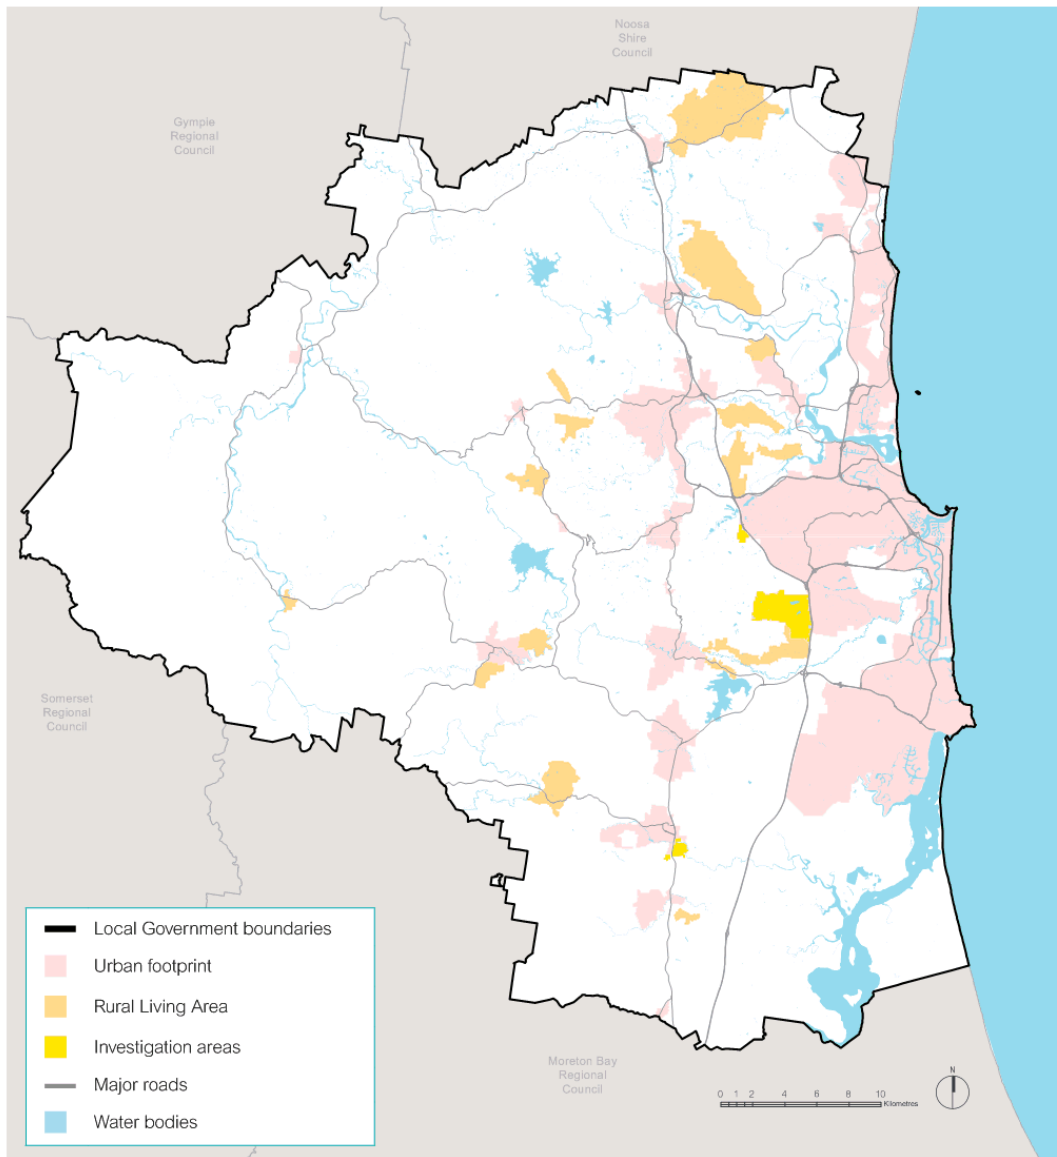 Noosa
Shire
Council
Gympie
Regional
Council
Somerset
Regional
Council
Moreton Bay
Regional
Council
Local Government boundaries
Urban footprint
Rural Living Area
Investigation areas
Major roads
Water bodies
N
0 1 2 4 6 8 10
Kilometres